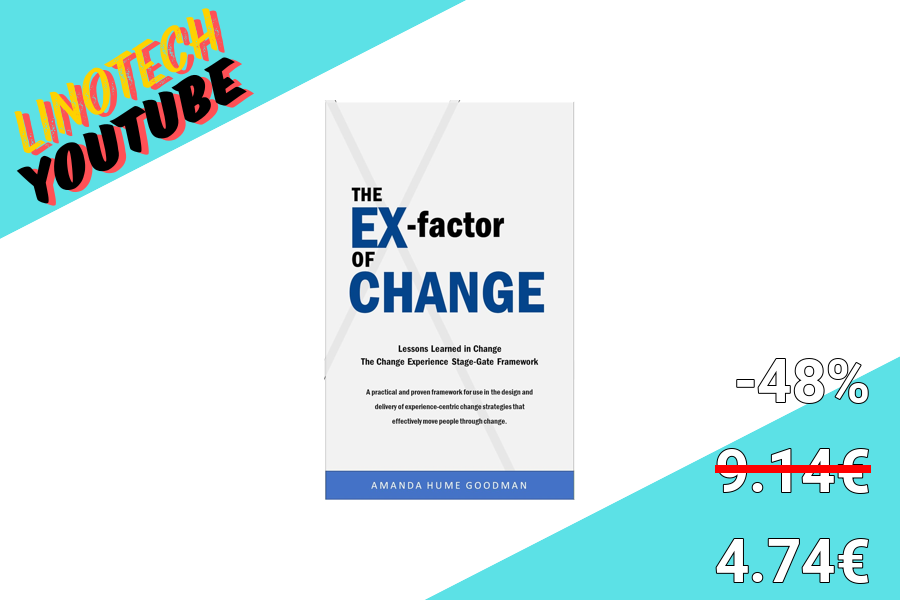 LINOTECH
YOUTUBE
THE
EX-factor
OF
CHANGE
Lessons Learned in Change
The Change Experience Stage-Gate Framework
A practical and proven framework for use in the design and
delivery of experience-centric change strategies that
effectively move people through change.
AMANDA HUME GOODMAN
-48%
9.14€
4.74€